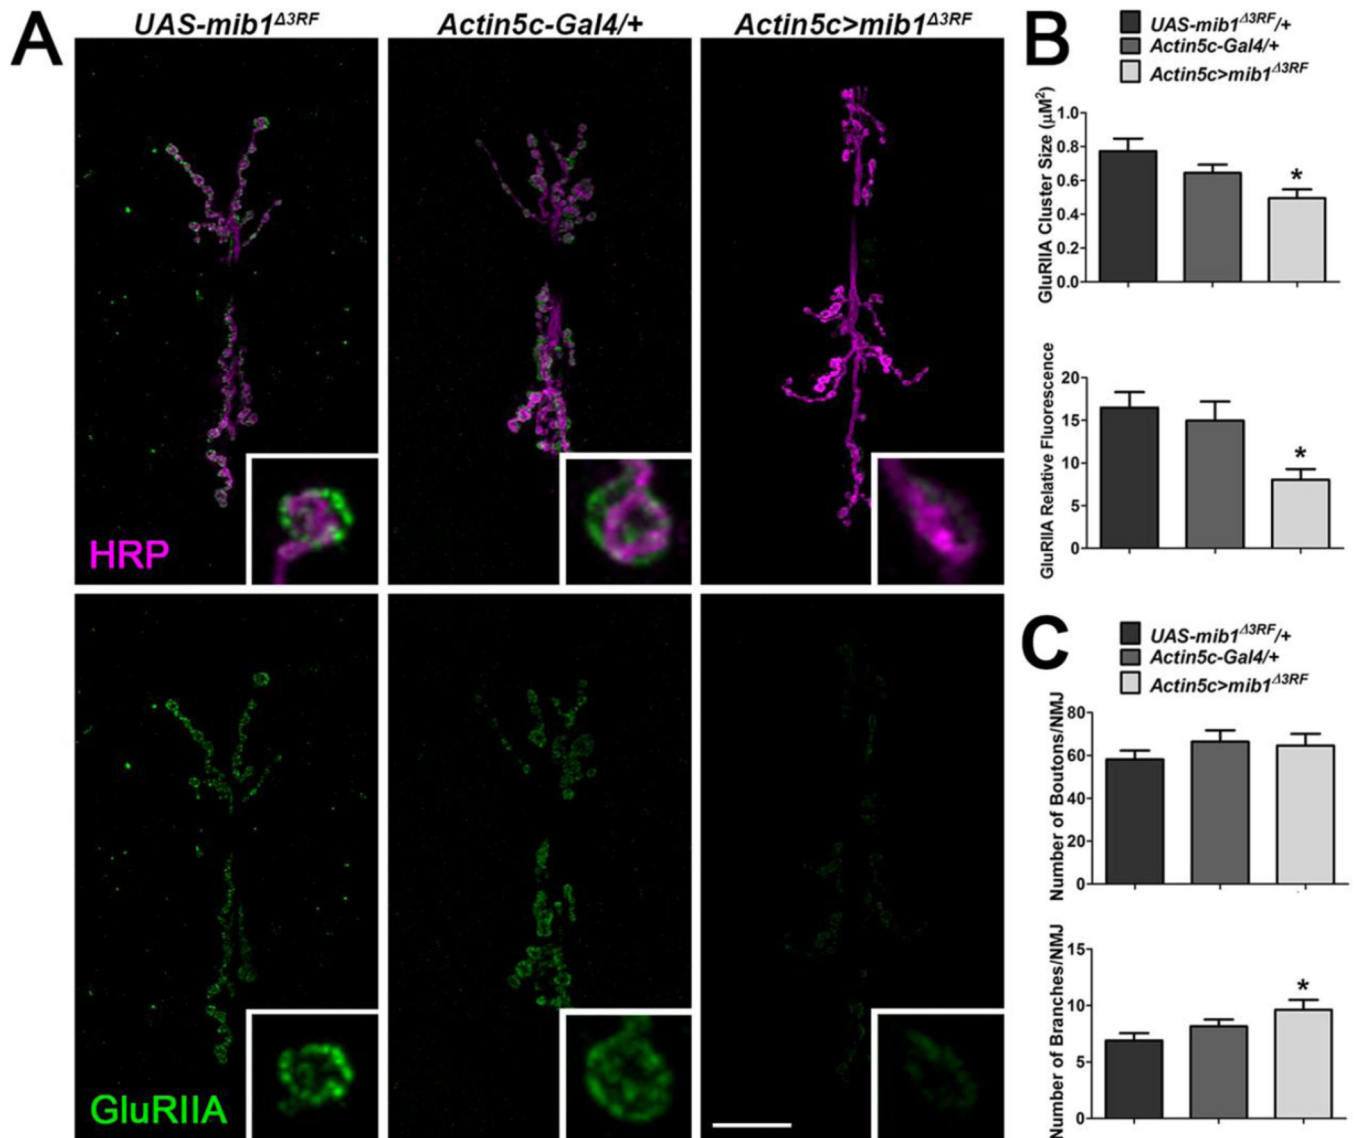 A
UAS-mib1Δ3RF
Actin5c-Gal4/+
Actin5c>mib1Δ3RF
HRP
GluRIIA
B
UAS-mib1Δ3RF/+
Actin5c-Gal4/+
Actin5c>mib1Δ3RF
GluRIIA Cluster Size (µM2)
1.0
0.8
0.6
0.4
0.2
0.0
*
GluRIIA Relative Fluorescence
20
15
10
5
0
*
C
UAS-mib1Δ3RF/+
Actin5c-Gal4/+
Actin5c>mib1Δ3RF
Number of Boutons/NMJ
80
60
40
20
0
Number of Branches/NMJ
15
10
5
0
*